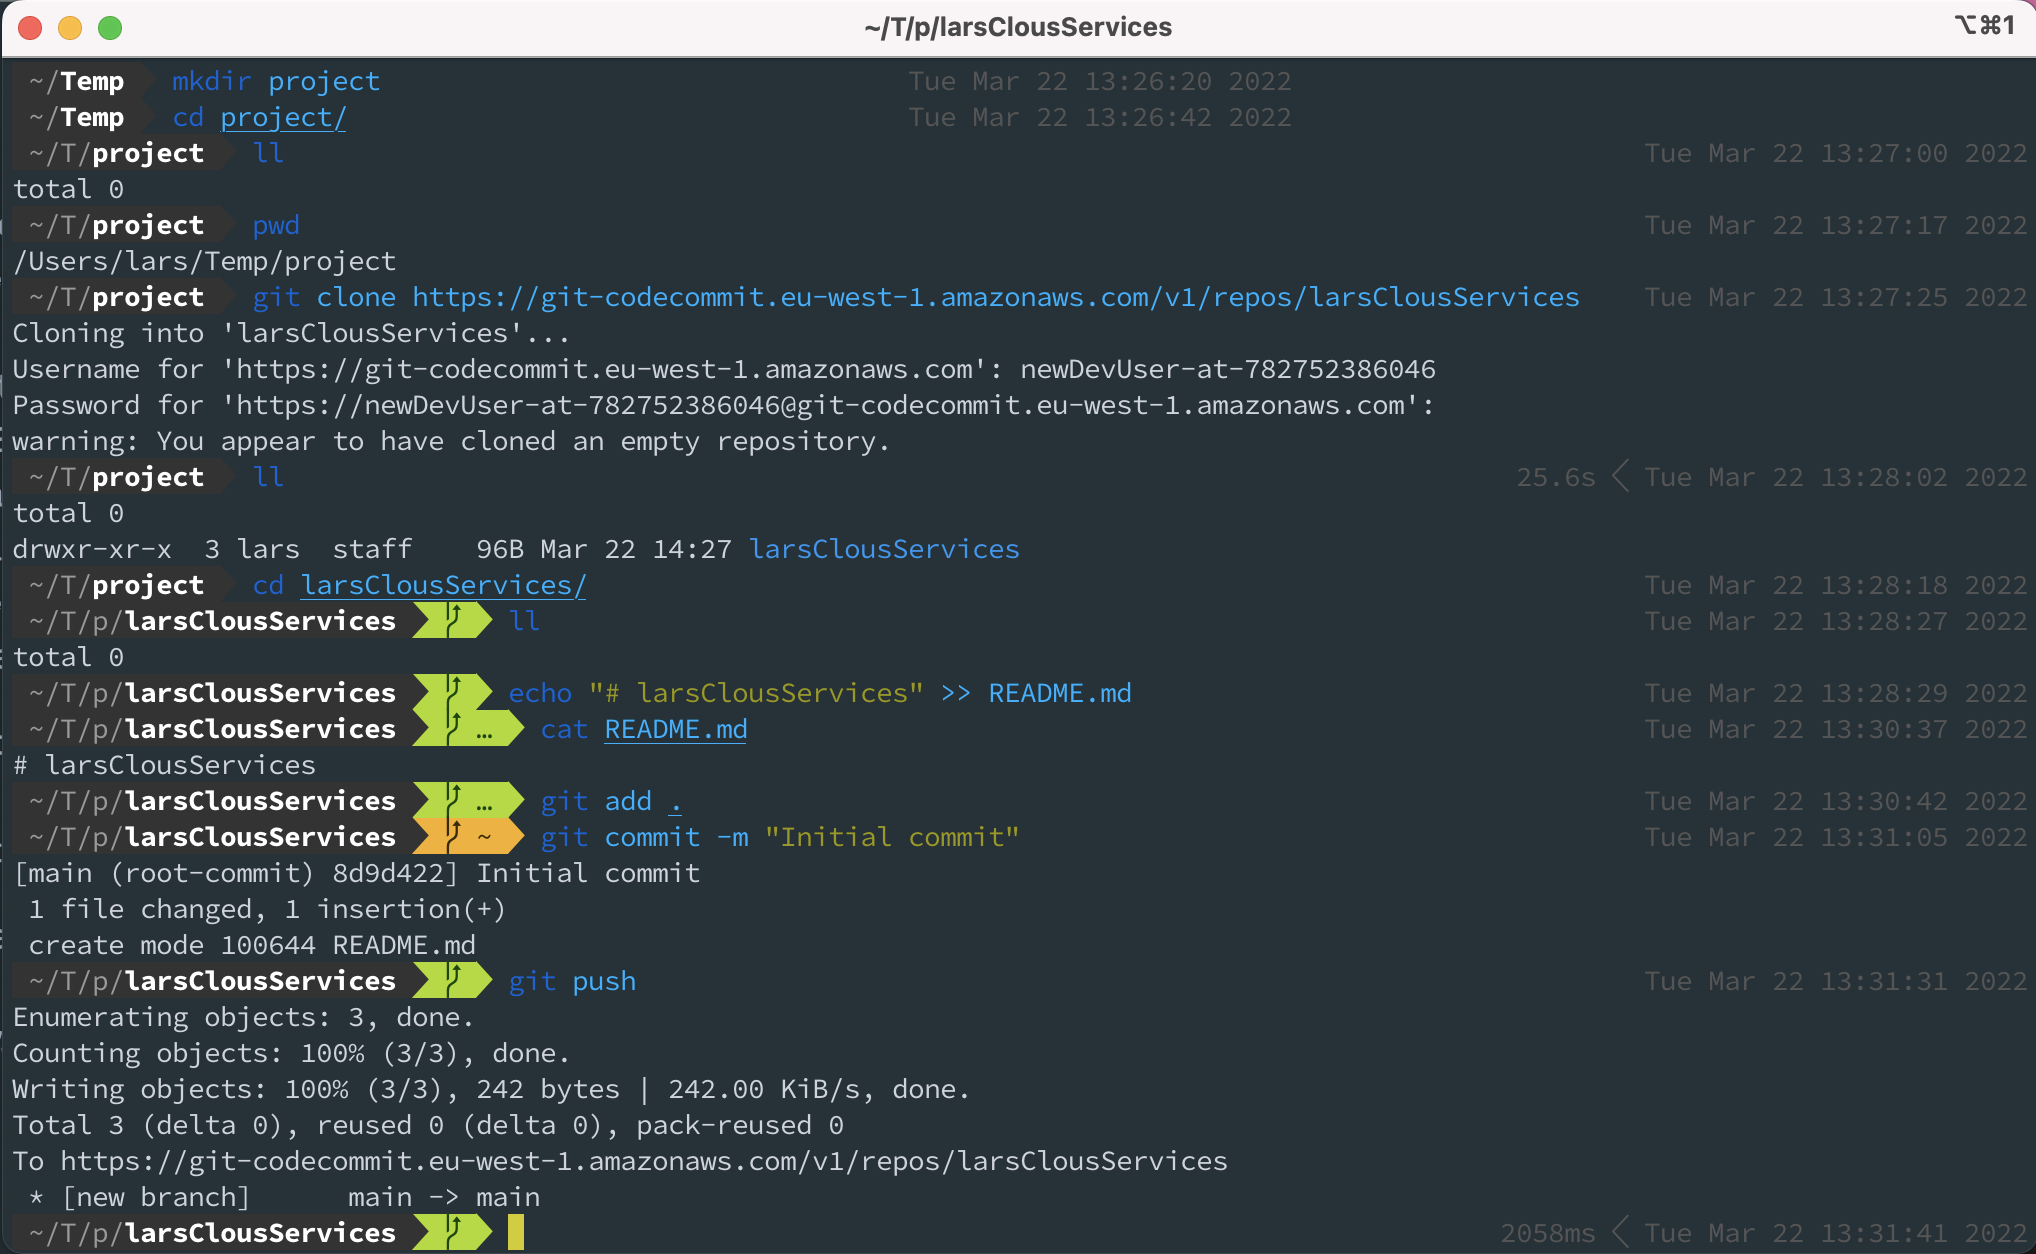 ~/T/p/larsClousServices ⌥⌘1
~/Temp mkdir project Tue Mar 22 13:26:20 2022
~/Temp cd project/ Tue Mar 22 13:26:42 2022
~/T/project ll Tue Mar 22 13:27:00 2022
total 0
~/T/project pwd Tue Mar 22 13:27:17 2022
/Users/lars/Temp/project
~/T/project git clone https://git-codecommit.eu-west-1.amazonaws.com/v1/repos/larsClousServices Tue Mar 22 13:27:25 2022
Cloning into 'larsClousServices'...
Username for 'https://git-codecommit.eu-west-1.amazonaws.com': newDevUser-at-782752386046
Password for 'https://newDevUser-at-782752386046@git-codecommit.eu-west-1.amazonaws.com':
warning: You appear to have cloned an empty repository.
~/T/project ll 25.6s < Tue Mar 22 13:28:02 2022
total 0
drwxr-xr-x 3 lars staff 96B Mar 22 14:27 larsClousServices
~/T/project cd larsClousServices/ Tue Mar 22 13:28:18 2022
~/T/p/larsClousServices ll Tue Mar 22 13:28:27 2022
total 0
~/T/p/larsClousServices echo "# larsClousServices" >> README.md Tue Mar 22 13:28:29 2022
~/T/p/larsClousServices … cat README.md Tue Mar 22 13:30:37 2022
# larsClousServices
~/T/p/larsClousServices … git add . Tue Mar 22 13:30:42 2022
~/T/p/larsClousServices ~ git commit -m "Initial commit" Tue Mar 22 13:31:05 2022
[main (root-commit) 8d9d422] Initial commit
1 file changed, 1 insertion(+)
create mode 100644 README.md
~/T/p/larsClousServices git push Tue Mar 22 13:31:31 2022
Enumerating objects: 3, done.
Counting objects: 100% (3/3), done.
Writing objects: 100% (3/3), 242 bytes | 242.00 KiB/s, done.
Total 3 (delta 0), reused 0 (delta 0), pack-reused 0
To https://git-codecommit.eu-west-1.amazonaws.com/v1/repos/larsClousServices
* [new branch] main -> main
~/T/p/larsClousServices 2058ms < Tue Mar 22 13:31:41 2022